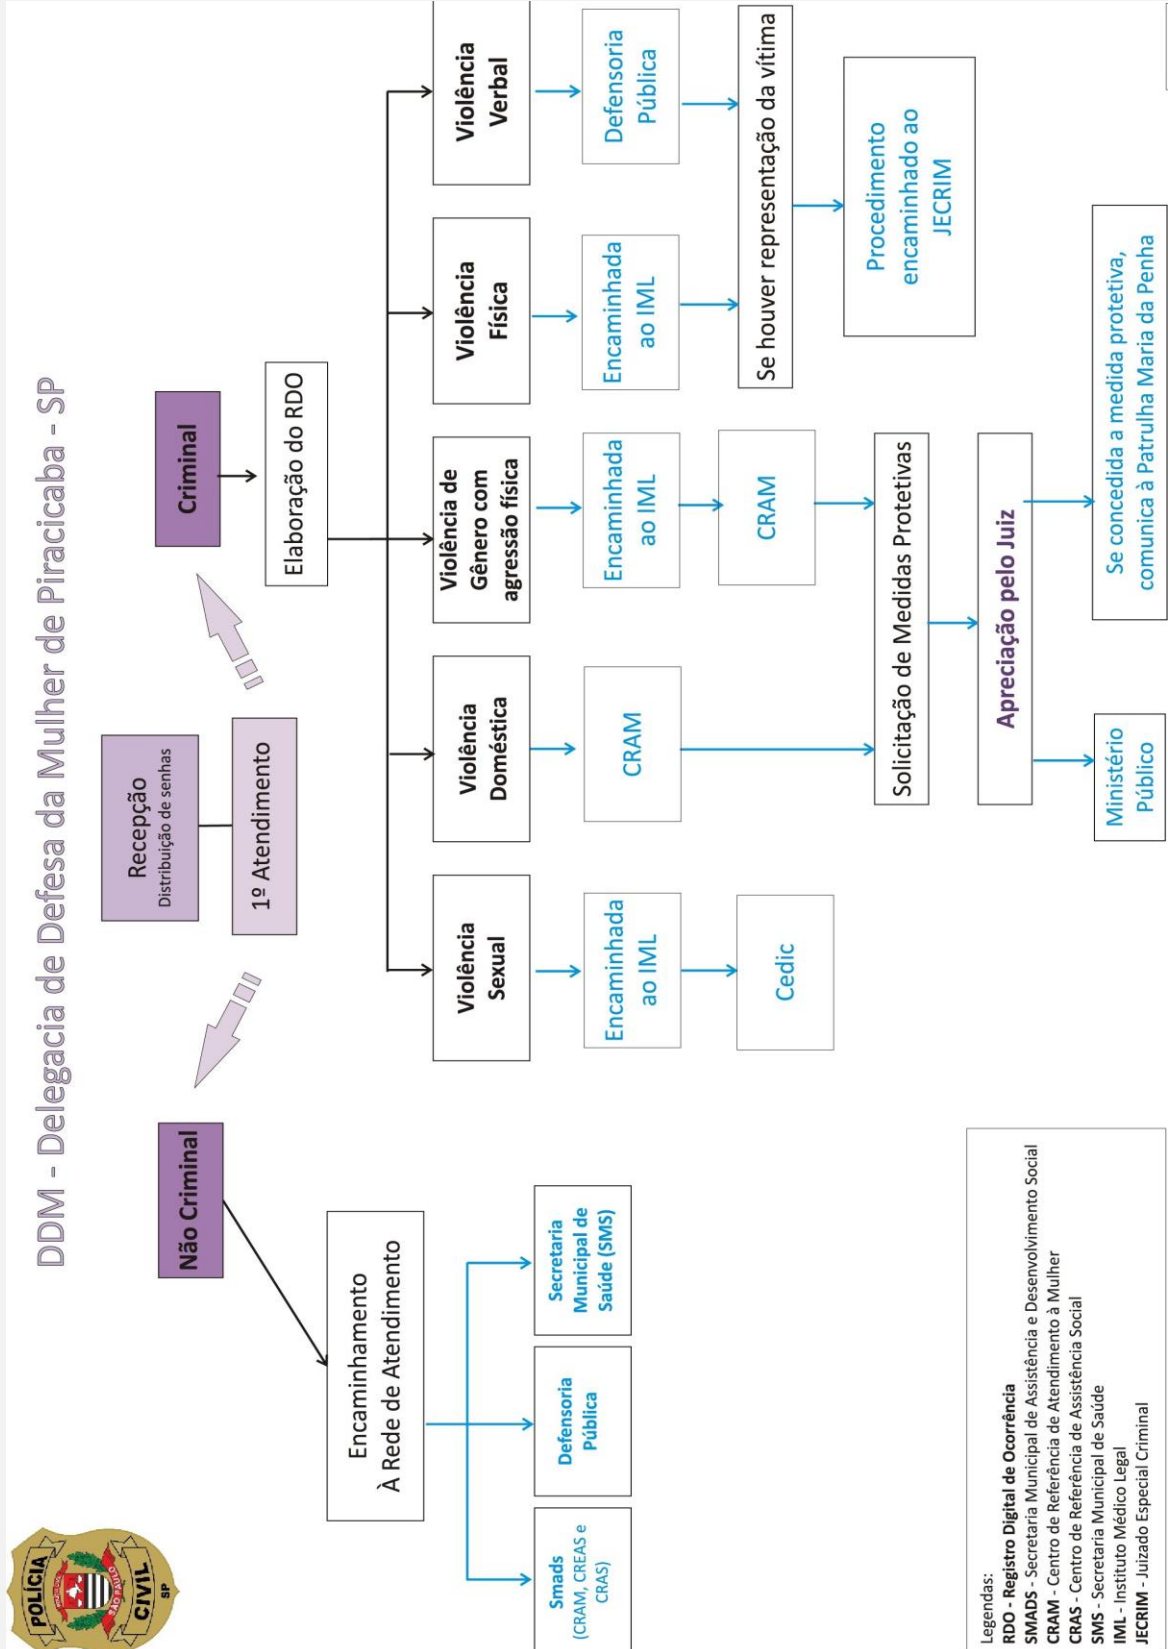 POLÍCIA
SÃO PAULO
CIVIL
SP
DDM - Delegacia de Defesa da Mulher de Piracicaba - SP
Recepção
Distribuição de senhas
1º Atendimento
Não Criminal
Criminal
Encaminhamento
À Rede de Atendimento
Smads
(CRAM, CREAS e
CRAS)
Defensoria
Pública
Secretaria
Municipal de
Saúde (SMS)
Elaboração do RDO
Violência
Sexual
Violência
Doméstica
Violência de
Gênero com
agressão física
Violência
Física
Violência
Verbal
Encaminhada
ao IML
CRAM
Encaminhada
ao IML
Encaminhada
ao IML
Defensoria
Pública
Cedic
CRAM
Se houver representação da vítima
Solicitação de Medidas Protetivas
Procedimento
encaminhado ao
JECRIM
Apreciação pelo Juiz
Ministério
Público
Se concedida a medida protetiva,
comunica à Patrulha Maria da Penha
Legendas:
RDO - Registro Digital de Ocorrência
SMADS - Secretaria Municipal de Assistência e Desenvolvimento Social
CRAM - Centro de Referência de Atendimento à Mulher
CRAS - Centro de Referência de Assistência Social
SMS - Secretaria Municipal de Saúde
IML - Instituto Médico Legal
JECRIM - Juizado Especial Criminal